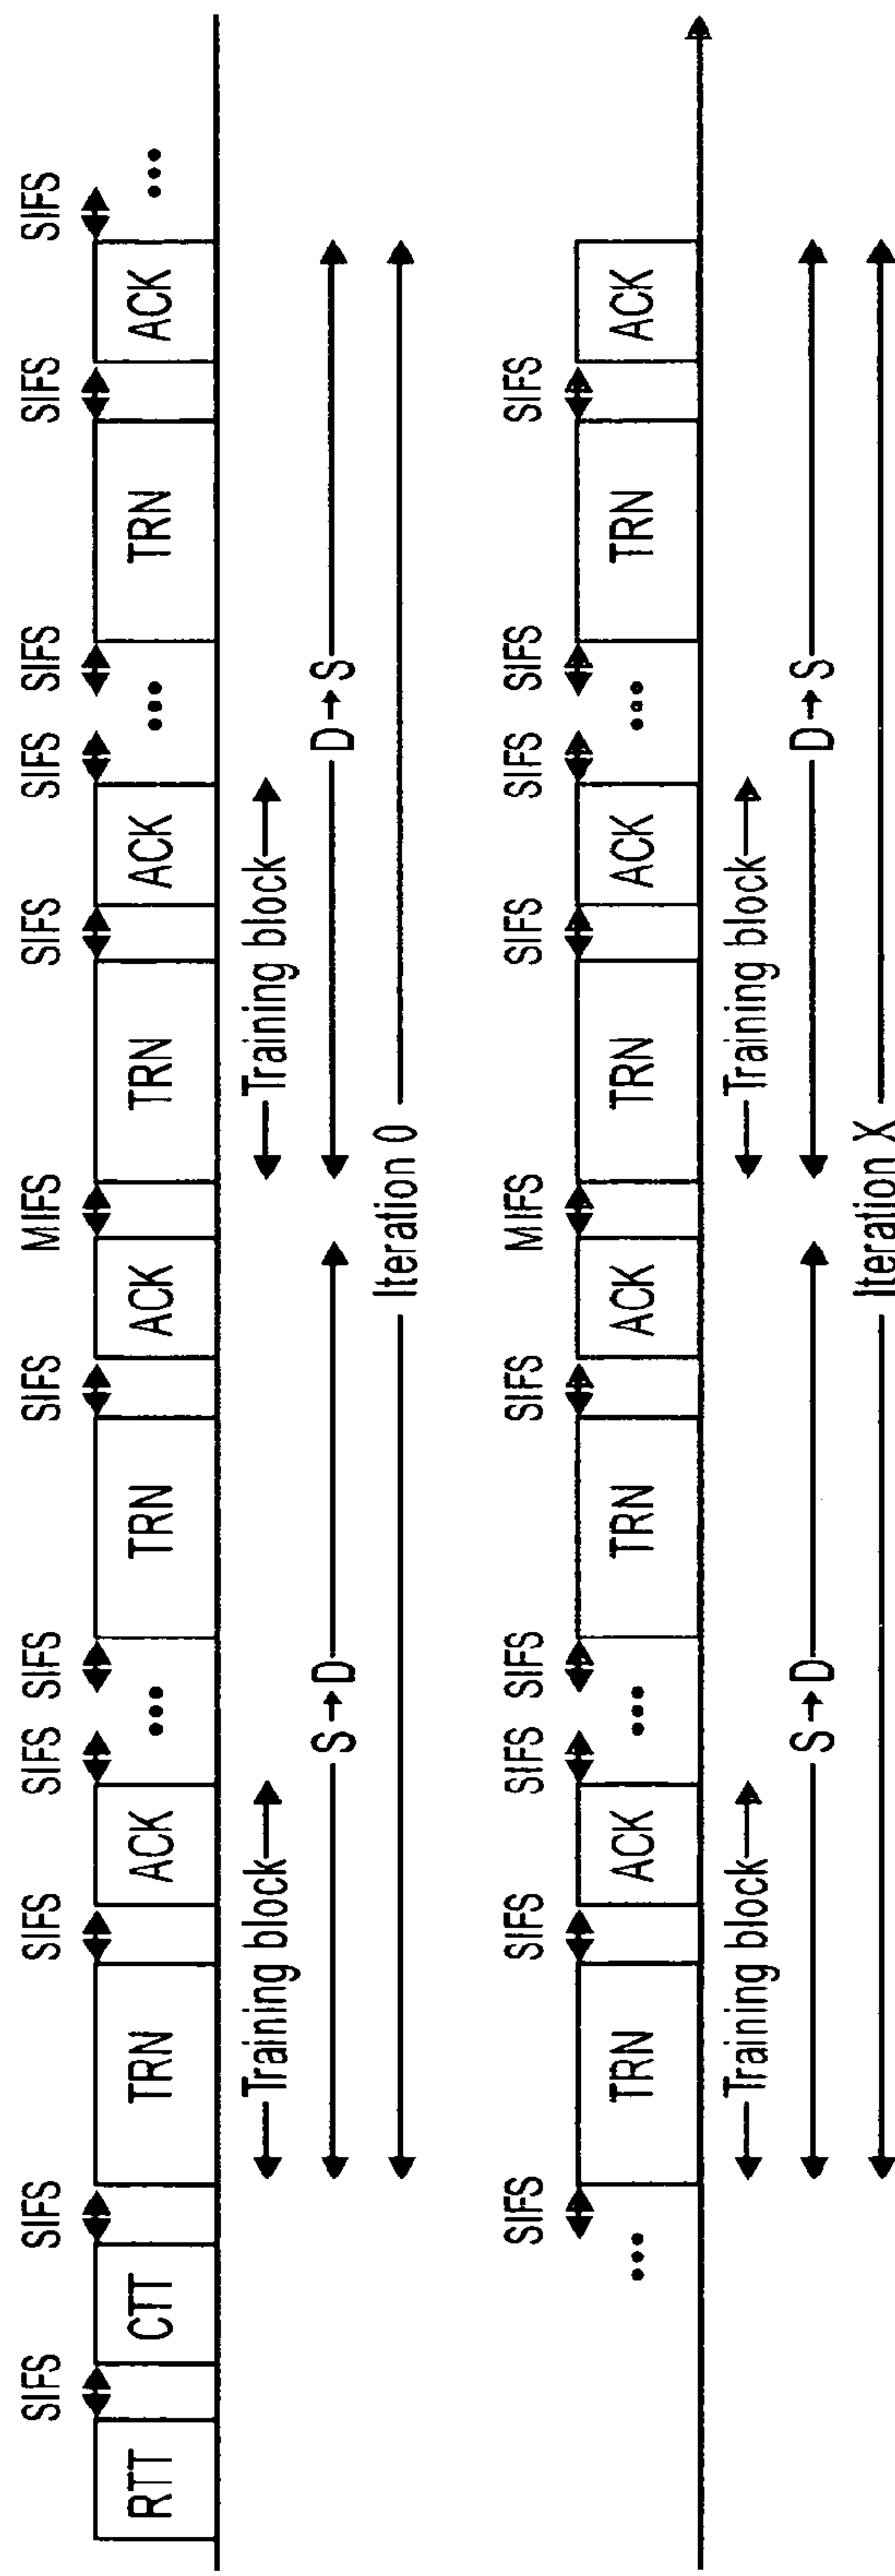 SIFS SIFS SIFS SIFS SIFS SIFS MIFS SIFS SIFS SIFS SIFS SIFS
RTT CTT TRN ACK ... TRN ACK TRN ACK ... TRN ACK ...
Training block Training block
S→D D→S
Iteration 0
SIFS SIFS SIFS SIFS SIFS MIFS SIFS SIFS SIFS SIFS
... TRN ACK ... TRN ACK TRN ACK ... TRN ACK
Training block Training block
S→D D→S
Iteration X